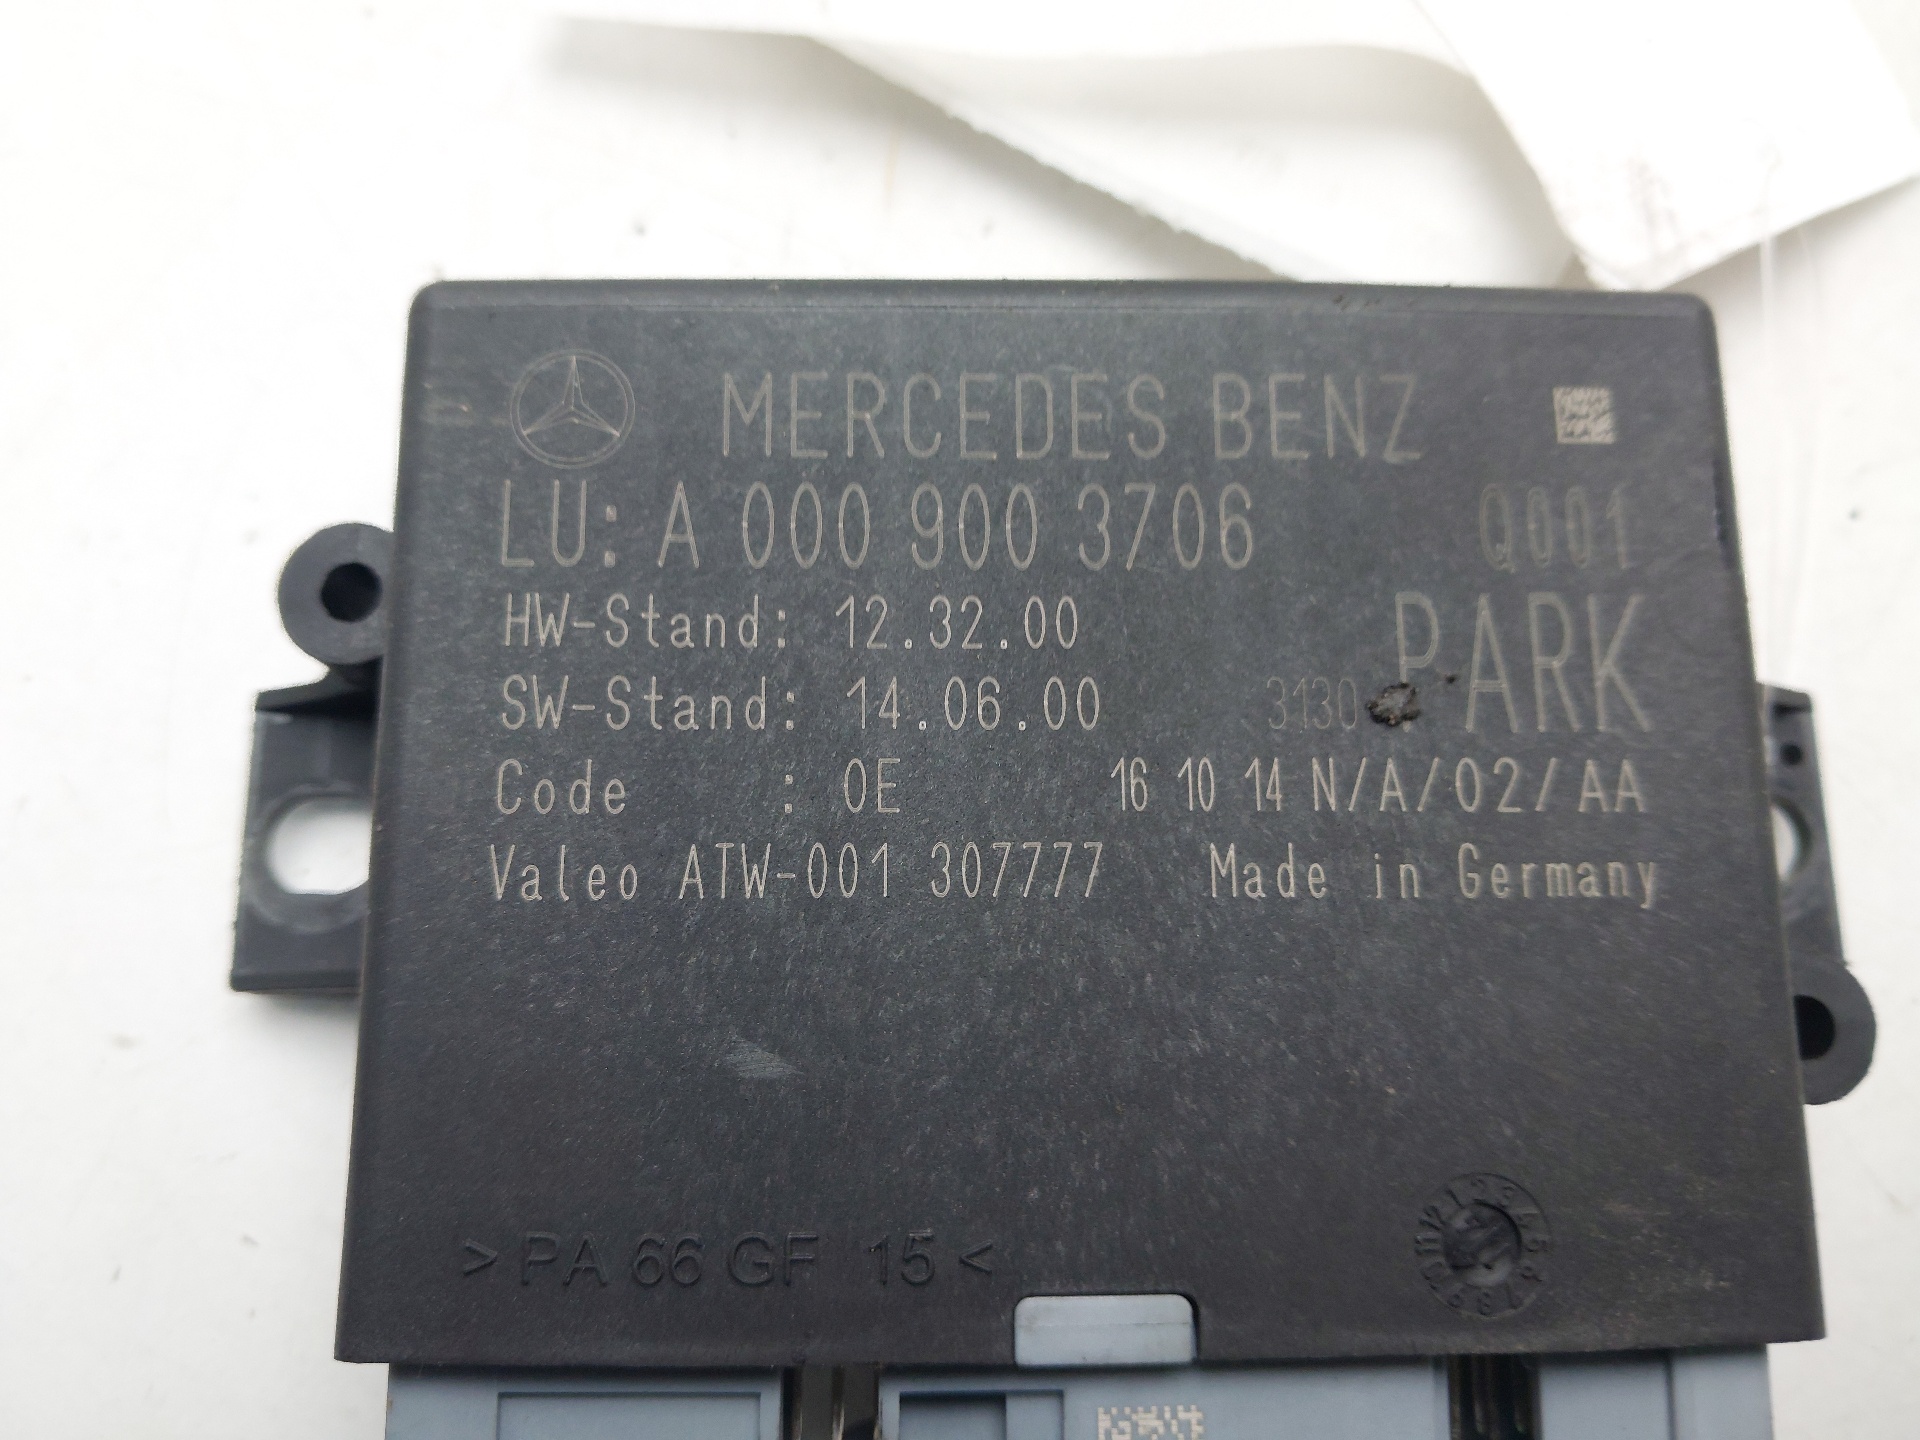 MERCEDES BENZ
LU: A 000 900 3706 Q001
HW-Stand: 12.32.00 PARK
SW-Stand: 14.06.00 3130
Code : 0E 16 10 14 N/A/02/AA
Valeo ATW-001 307777 Made in Germany
>PA 66 GF 15<